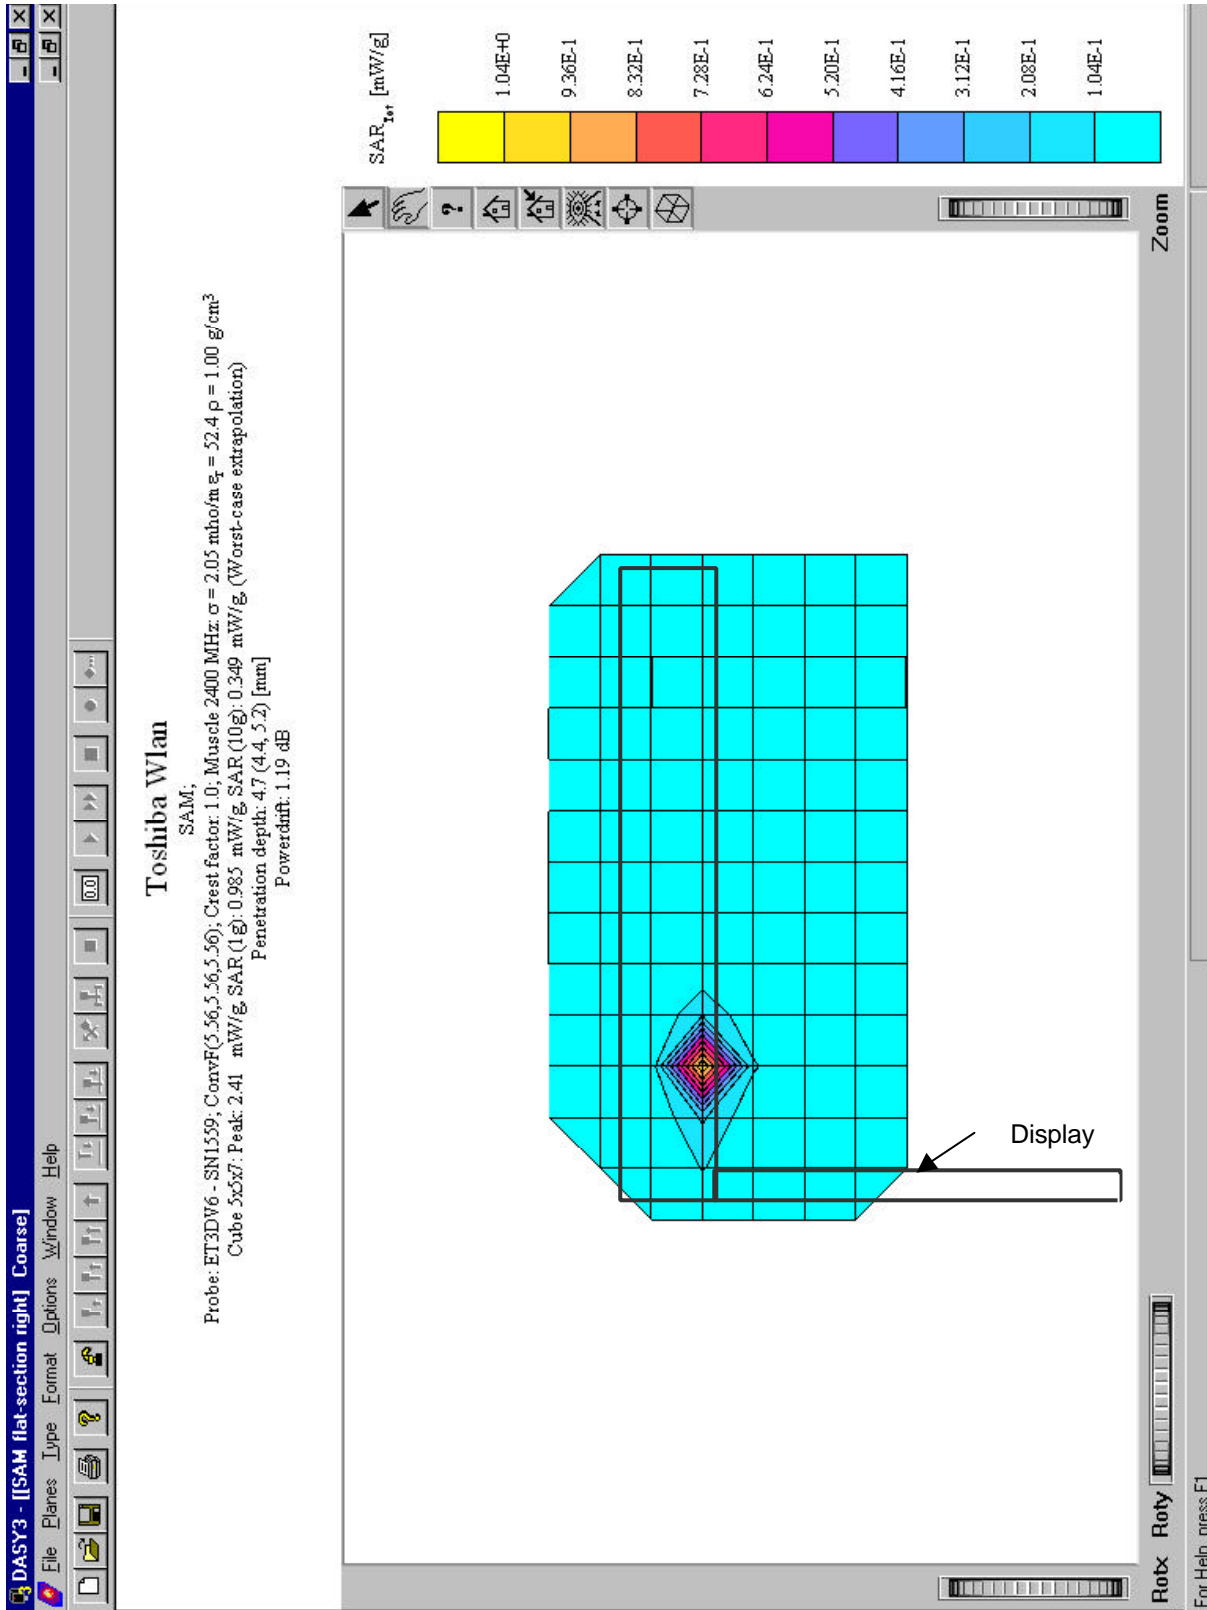 DASY3 - [[SAM flat-section right] Coarse]
File Planes Type Format Options Window Help
0.0
Toshiba Wlan
SAM;
Probe: ET3DV6 - SN1559; ConvF(5.56,5.56,5.56); Crest factor: 1.0; Muscle 2400 MHz: σ = 2.05 mho/m εr = 52.4 ρ = 1.00 g/cm³
Cube 5x5x7: Peak: 2.41 mW/g, SAR (1g): 0.985 mW/g, SAR (10g): 0.349 mW/g, (Worst-case extrapolation)
Penetration depth: 4.7 (4.4, 5.2) [mm]
Powerdrift: 1.19 dB
SARTot [mW/g]
1.04E+0
9.36E-1
8.32E-1
7.28E-1
6.24E-1
5.20E-1
4.16E-1
3.12E-1
2.08E-1
1.04E-1
Display
Rotx Roty Zoom
For Help, press F1